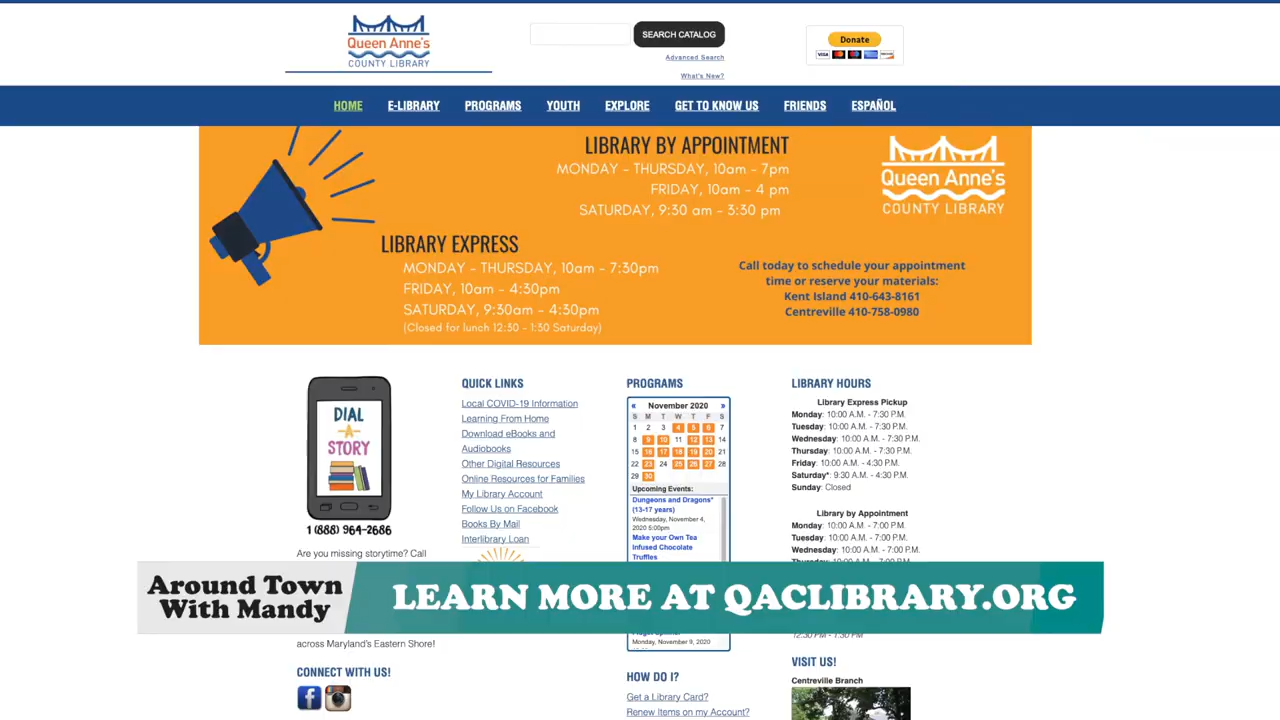 Queen Anne's
COUNTY LIBRARY
SEARCH CATALOG
Advanced Search
What's New?
Donate
VISA
HOME
E-LIBRARY
PROGRAMS
YOUTH
EXPLORE
GET TO KNOW US
FRIENDS
ESPAÑOL
LIBRARY BY APPOINTMENT
MONDAY - THURSDAY, 10am - 7pm
FRIDAY, 10am - 4 pm
SATURDAY, 9:30 am - 3:30 pm
Queen Anne's
COUNTY LIBRARY
LIBRARY EXPRESS
MONDAY - THURSDAY, 10am - 7:30pm
FRIDAY, 10am - 4:30pm
SATURDAY, 9:30am - 4:30pm
(Closed for lunch 12:30 - 1:30 Saturday)
Call today to schedule your appointment
time or reserve your materials:
Kent Island 410-643-8161
Centreville 410-758-0980
DIAL
-A-
STORY
1 (888) 964-2686
Are you missing storytime? Call
across Maryland's Eastern Shore!
CONNECT WITH US!
QUICK LINKS
Local COVID-19 Information
Learning From Home
Download eBooks and
Audiobooks
Other Digital Resources
Online Resources for Families
My Library Account
Follow Us on Facebook
Books By Mail
Interlibrary Loan
PROGRAMS
« November 2020 »
S M T W T F S
1 2 3 4 5 6 7
8 9 10 11 12 13 14
15 16 17 18 19 20 21
22 23 24 25 26 27 28
29 30
Upcoming Events:
Dungeons and Dragons*
(13-17 years)
Wednesday, November 4,
2020 5:00pm
Make your Own Tea
Infused Chocolate
Truffles
Monday, November 9, 2020
HOW DO I?
Get a Library Card?
Renew Items on my Account?
LIBRARY HOURS
Library Express Pickup
Monday: 10:00 A.M. - 7:30 P.M.
Tuesday: 10:00 A.M. - 7:30 P.M.
Wednesday: 10:00 A.M. - 7:30 P.M.
Thursday: 10:00 A.M. - 7:30 P.M.
Friday: 10:00 A.M. - 4:30 P.M.
Saturday*: 9:30 A.M. - 4:30 P.M.
Sunday: Closed
Library by Appointment
Monday: 10:00 A.M. - 7:00 P.M.
Tuesday: 10:00 A.M. - 7:00 P.M.
Wednesday: 10:00 A.M. - 7:00 P.M.
Thursday: 10:00 A.M. - 7:00 P.M.
VISIT US!
Centreville Branch
Around Town
With Mandy
LEARN MORE AT QACLIBRARY.ORG